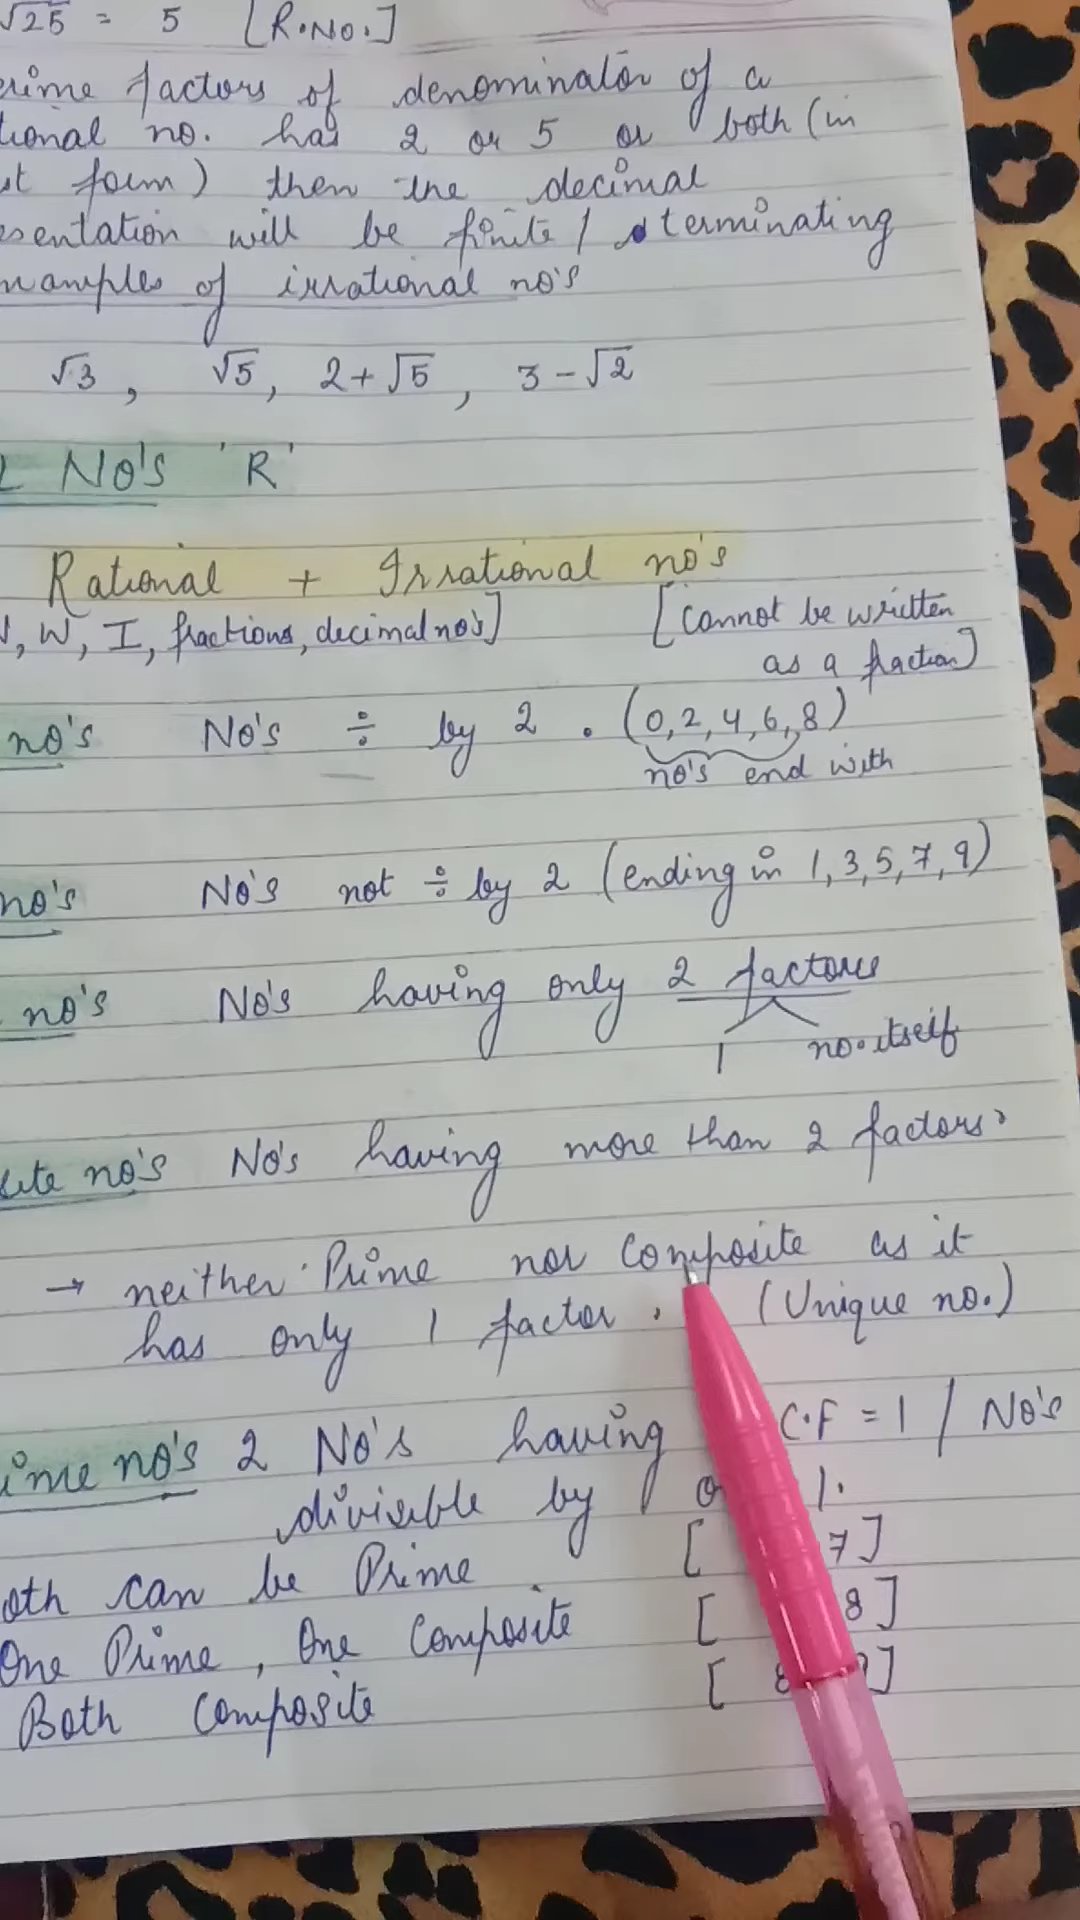 √25 = 5 [R.No.]
rime factors of denominator of a
tional no. has 2 or 5 or both (in
st form) then the decimal
esentation will be finite / terminating
xamples of irrational no's
√3, √5, 2+√5, 3-√2
L NO'S 'R'
Rational + Irrational no's
, W, I, fractions, decimal no's] [cannot be written
as a fraction]
no's No's ÷ by 2. (0,2,4,6,8)
no's end with
no's No's not ÷ by 2 (ending in 1,3,5,7,9)
no's No's having only 2 factors
1 no. itself
site no's No's having more than 2 factors.
→ neither Prime nor Composite as it
has only 1 factor. (Unique no.)
ime no's 2 No's having C.F = 1 / No's
divisible by 1.
oth can be Prime [ 7]
One Prime, One Composite [ 8]
Both Composite [ 8 ]